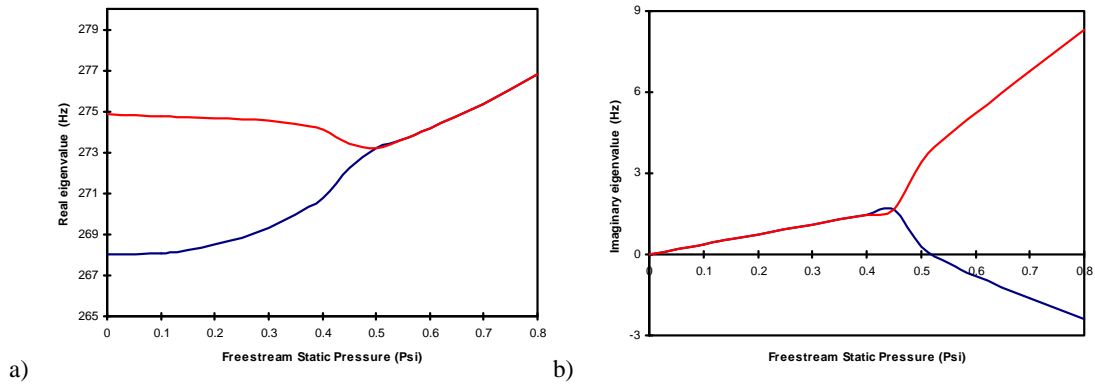 279
277
275
273
271
269
267
265
Real eigenvalue (Hz)
0 0.1 0.2 0.3 0.4 0.5 0.6 0.7 0.8
Freestream Static Pressure (Psi)
a)
9
6
3
0
-3
Imaginary eigenvalue (Hz)
0 0.1 0.2 0.3 0.4 0.5 0.6 0.7 0.8
Freestream Static Pressure (Psi)
b)